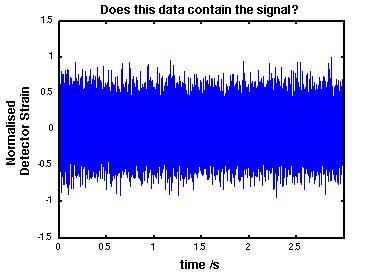 Does this data contain the signal?
1.5
1
0.5
0
-0.5
-1
-1.5
Normalised
Detector Strain
0 0.5 1 1.5 2 2.5
time /s